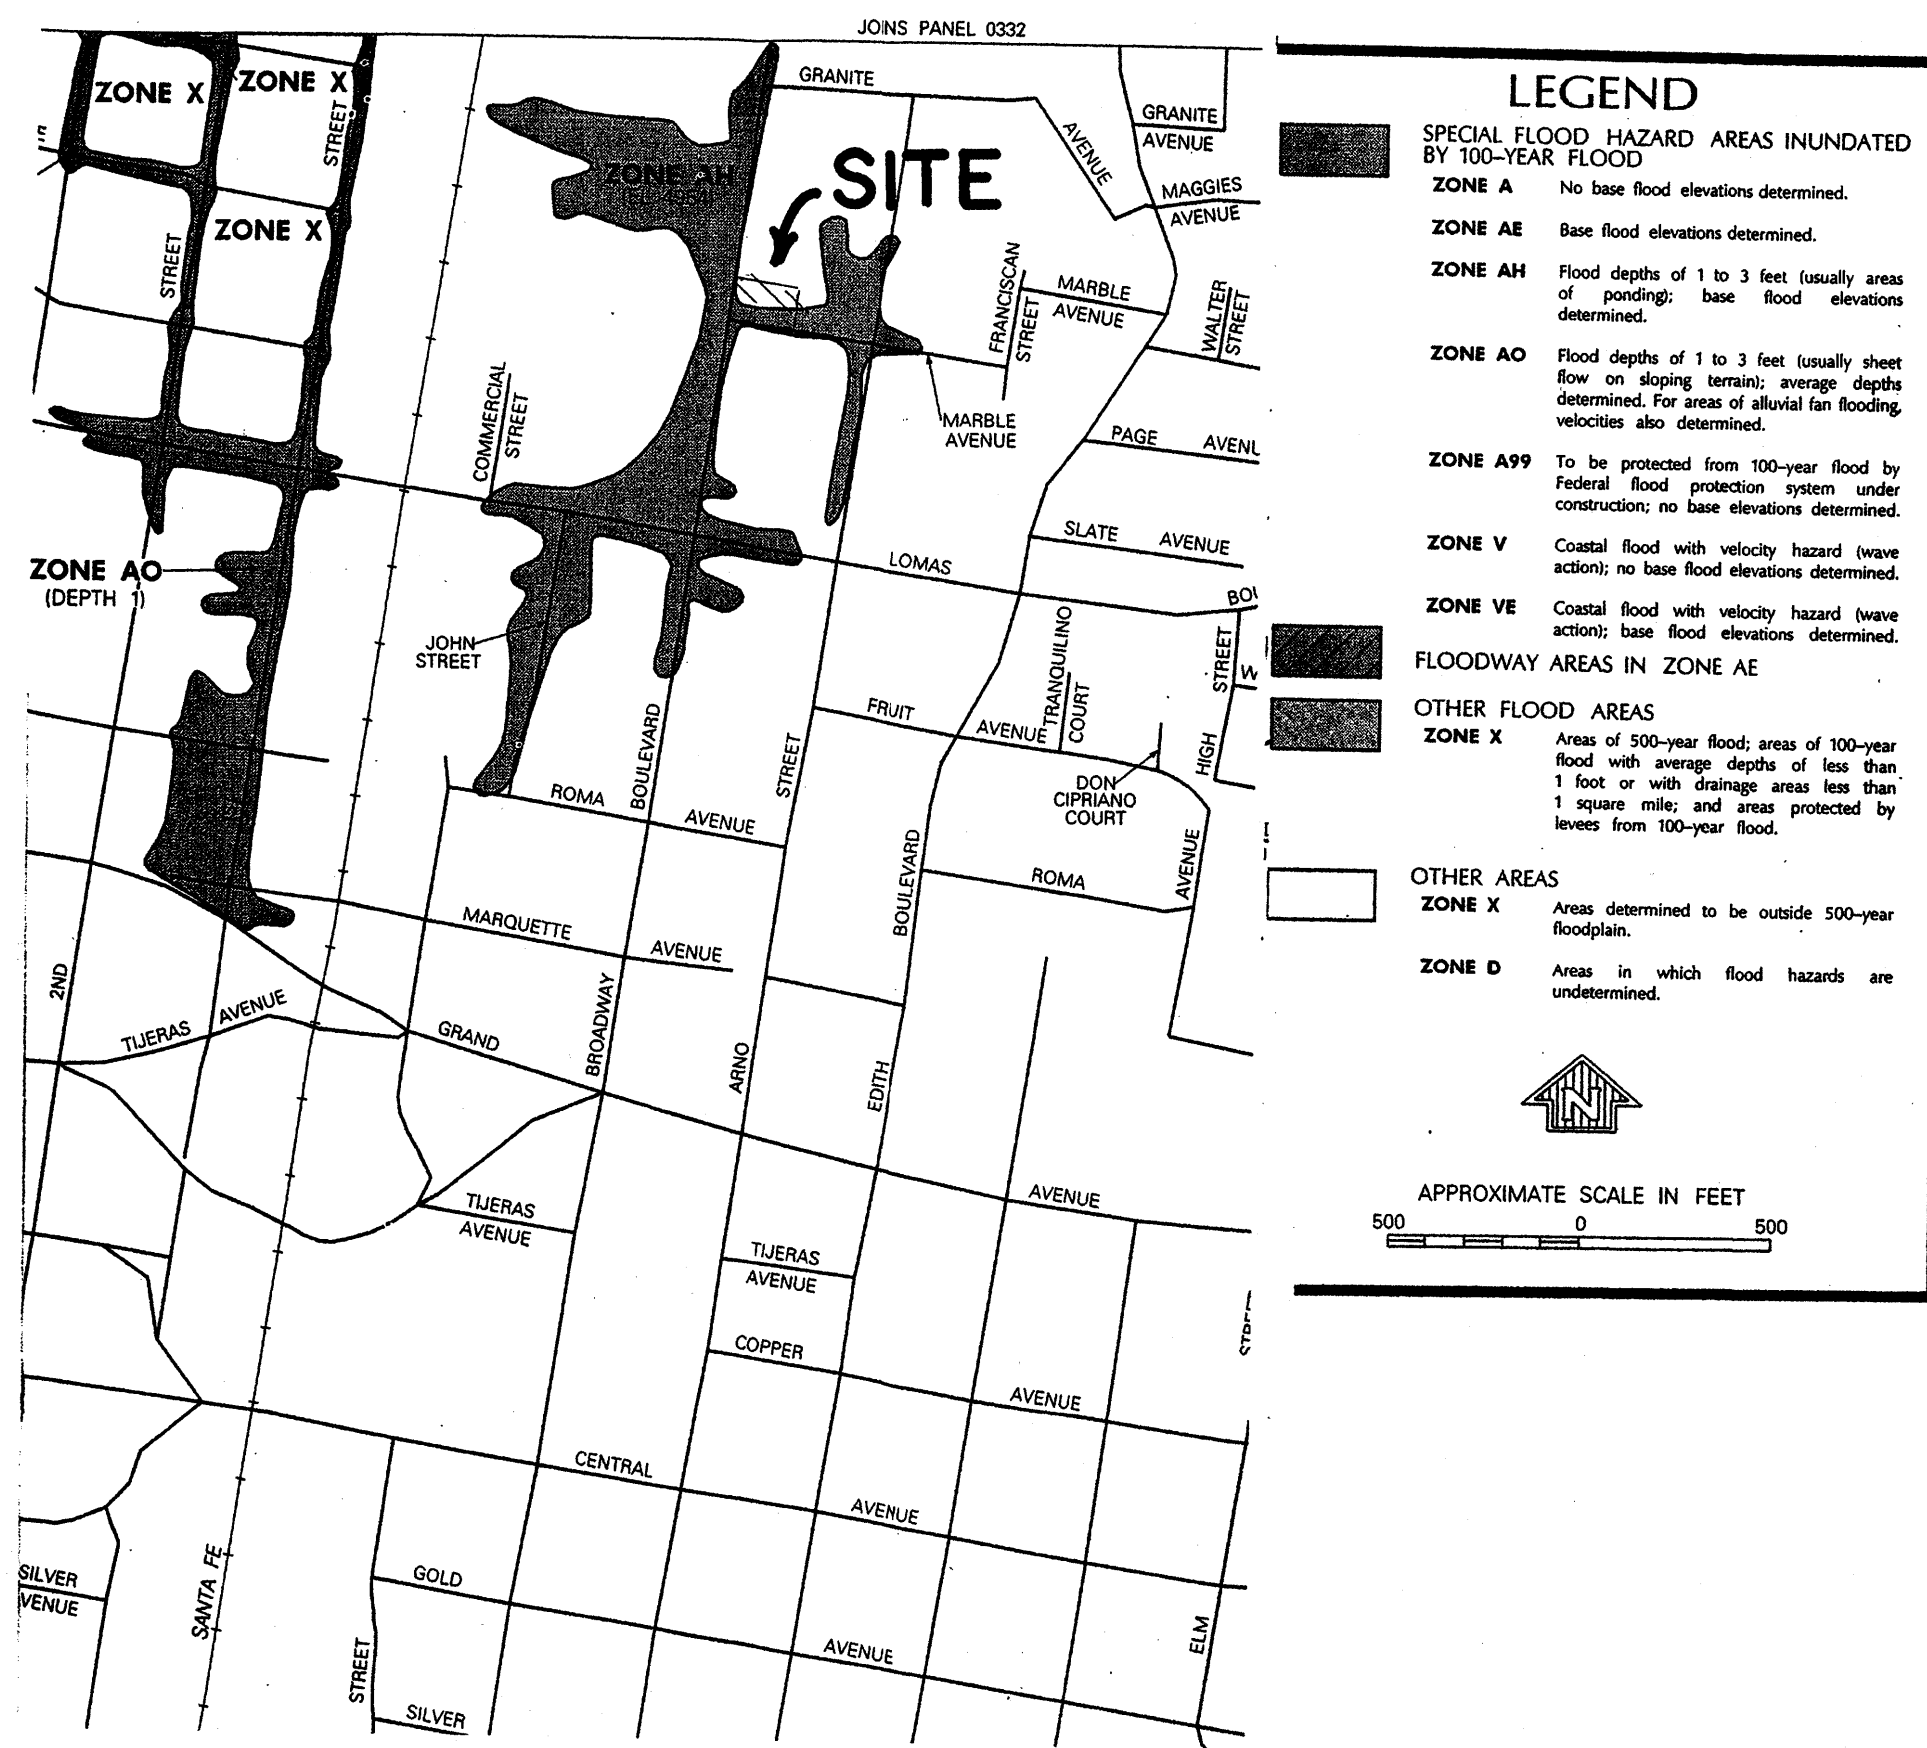 JOINS PANEL 0332
GRANITE
AVENUE
GRANITE
AVENUE
MAGGIES
AVENUE
ZONE X
ZONE X
STREET
ZONE X
STREET
ZONE AH
SITE
FRANCISCAN
STREET
MARBLE
AVENUE
WALTER
STREET
COMMERCIAL
STREET
MARBLE
AVENUE
PAGE
AVENU
SLATE
AVENUE
LOMAS
BOU
ZONE AO
(DEPTH 1)
JOHN
STREET
TRANQUILINO
COURT
STREET
W
HIGH
FRUIT
AVENUE
DON
CIPRIANO
COURT
BOULEVARD
STREET
ROMA
AVENUE
BOULEVARD
ROMA
AVENUE
MARQUETTE
AVENUE
2ND
TIJERAS
AVENUE
GRAND
BROADWAY
ARNO
EDITH
AVENUE
TIJERAS
AVENUE
TIJERAS
AVENUE
COPPER
AVENUE
CENTRAL
AVENUE
SILVER
VENUE
SANTA FE
GOLD
AVENUE
STREET
SILVER
ELM
LEGEND
SPECIAL FLOOD HAZARD AREAS INUNDATED
BY 100-YEAR FLOOD
ZONE A No base flood elevations determined.
ZONE AE Base flood elevations determined.
ZONE AH Flood depths of 1 to 3 feet (usually areas
of ponding); base flood elevations
determined.
ZONE AO Flood depths of 1 to 3 feet (usually sheet
flow on sloping terrain); average depths
determined. For areas of alluvial fan flooding,
velocities also determined.
ZONE A99 To be protected from 100-year flood by
Federal flood protection system under
construction; no base elevations determined.
ZONE V Coastal flood with velocity hazard (wave
action); no base flood elevations determined.
ZONE VE Coastal flood with velocity hazard (wave
action); base flood elevations determined.
FLOODWAY AREAS IN ZONE AE
OTHER FLOOD AREAS
ZONE X Areas of 500-year flood; areas of 100-year
flood with average depths of less than
1 foot or with drainage areas less than
1 square mile; and areas protected by
levees from 100-year flood.
OTHER AREAS
ZONE X Areas determined to be outside 500-year
floodplain.
ZONE D Areas in which flood hazards are
undetermined.
N
APPROXIMATE SCALE IN FEET
500 0 500